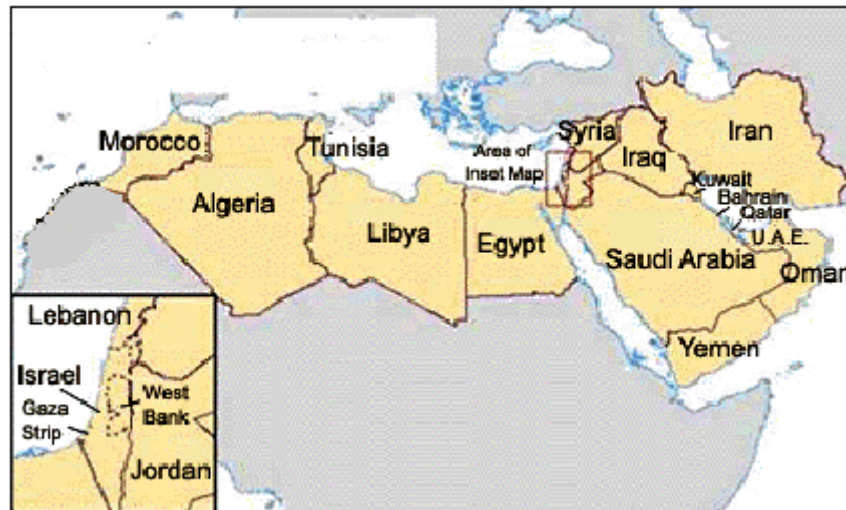 Morocco
Tunisia
Algeria
Libya
Egypt
Area of
Inset Map
Syria
Iraq
Iran
Kuwait
Bahrain
Qatar
U.A.E.
Saudi Arabia
Oman
Yemen
Lebanon
Israel
Gaza
Strip
West
Bank
Jordan